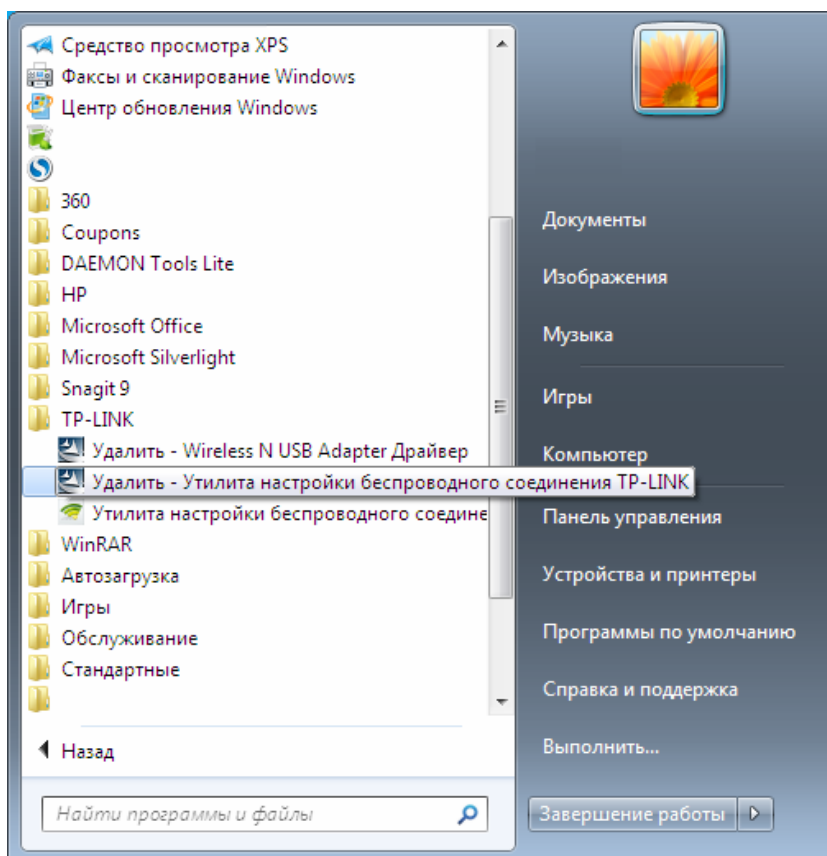 Средство просмотра XPS
Факсы и сканирование Windows
Центр обновления Windows
360
Coupons
DAEMON Tools Lite
HP
Microsoft Office
Microsoft Silverlight
Snagit 9
TP-LINK
Удалить - Wireless N USB Adapter Драйвер
Удалить - Утилита настройки беспроводного соединения TP-LINK
Утилита настройки беспроводного соедине
WinRAR
Автозагрузка
Игры
Обслуживание
Стандартные
Назад
Найти программы и файлы
Документы
Изображения
Музыка
Игры
Компьютер
Панель управления
Устройства и принтеры
Программы по умолчанию
Справка и поддержка
Выполнить...
Завершение работы